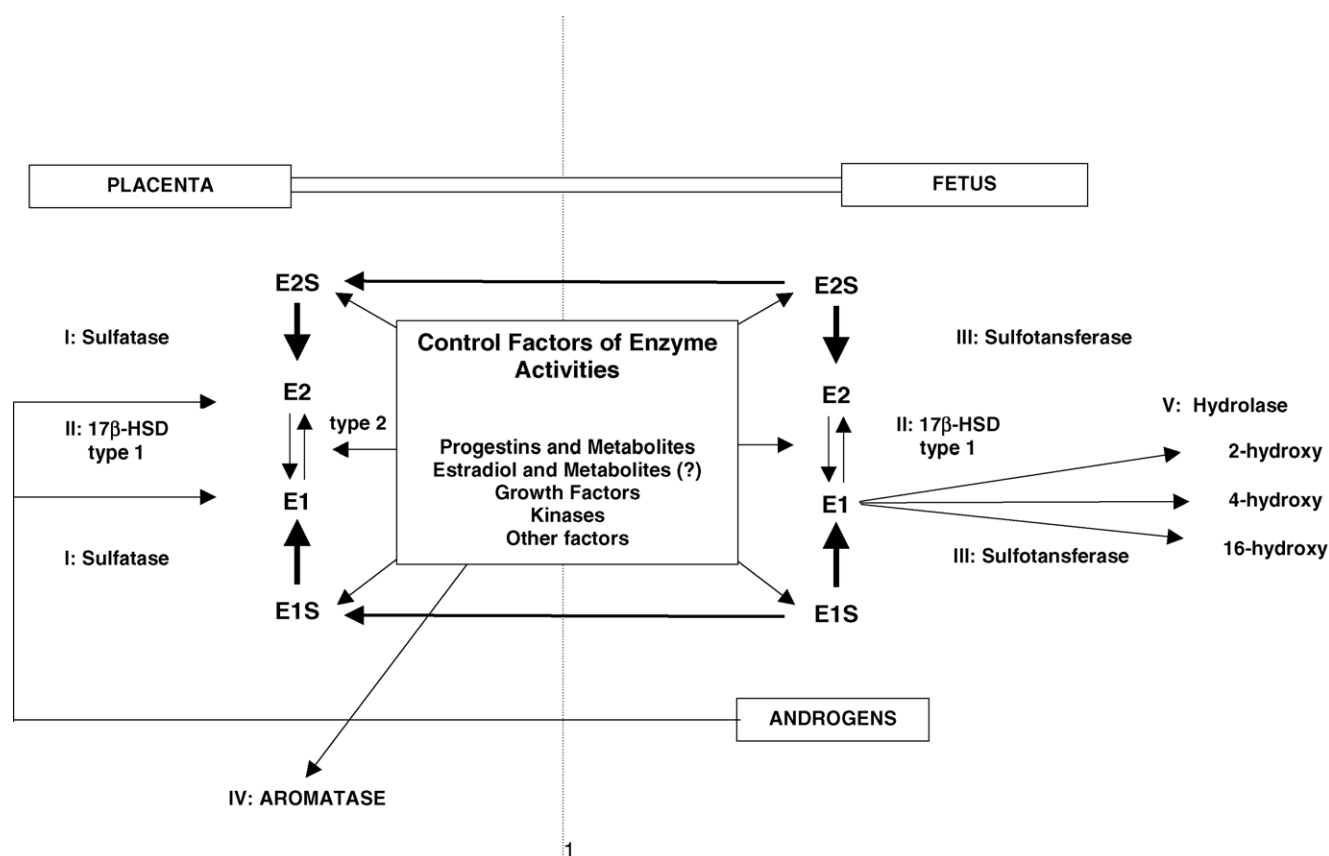 PLACENTA
FETUS
E2S
E2S
I: Sulfatase
Control Factors of Enzyme
Activities
III: Sulfotansferase
E2
type 2
E2
V: Hydrolase
II: 17β-HSD
type 1
Progestins and Metabolites
Estradiol and Metabolites (?)
Growth Factors
Kinases
Other factors
II: 17β-HSD
type 1
2-hydroxy
E1
E1
4-hydroxy
I: Sulfatase
III: Sulfotansferase
16-hydroxy
E1S
E1S
ANDROGENS
IV: AROMATASE
1